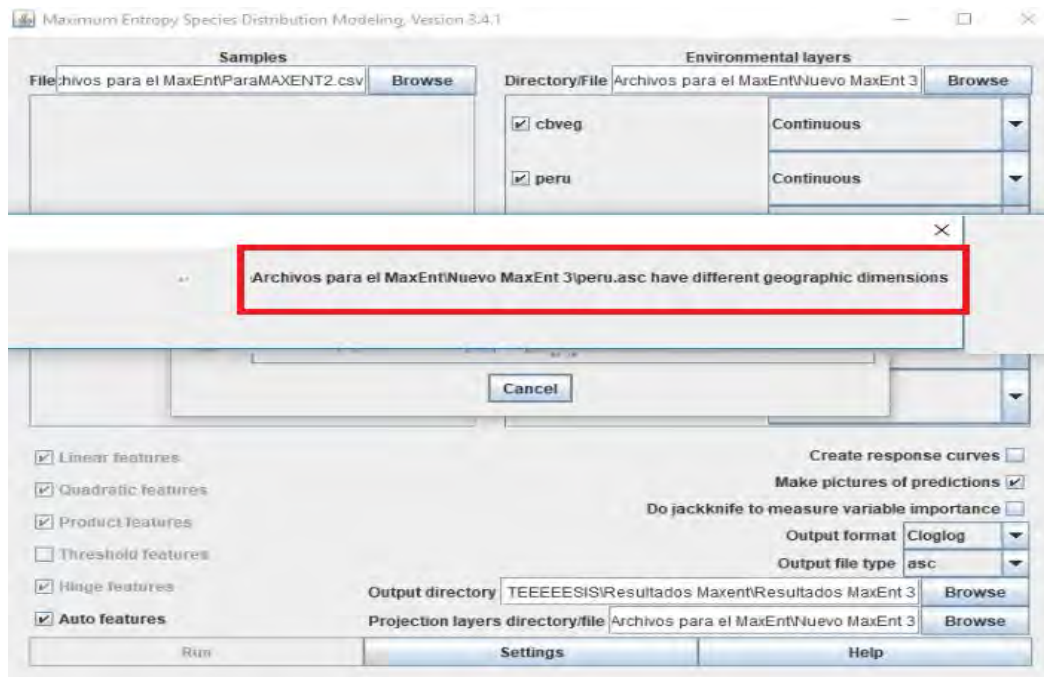 Maximum Entropy Species Distribution Modeling, Version 3.4.1
Samples
Environmental layers
File :hivos para el MaxEnt\ParaMAXENT2.csv Browse
Directory/File Archivos para el MaxEnt\Nuevo MaxEnt 3 Browse
cbveg Continuous
peru Continuous
Archivos para el MaxEnt\Nuevo MaxEnt 3\peru.asc have different geographic dimensions
Cancel
Linear features
Quadratic features
Product features
Threshold features
Hinge features
Auto features
Create response curves
Make pictures of predictions
Do jackknife to measure variable importance
Output format Cloglog
Output file type asc
Output directory TEEEEESIS\Resultados Maxent\Resultados MaxEnt 3 Browse
Projection layers directory/file Archivos para el MaxEnt\Nuevo MaxEnt 3 Browse
Run Settings Help